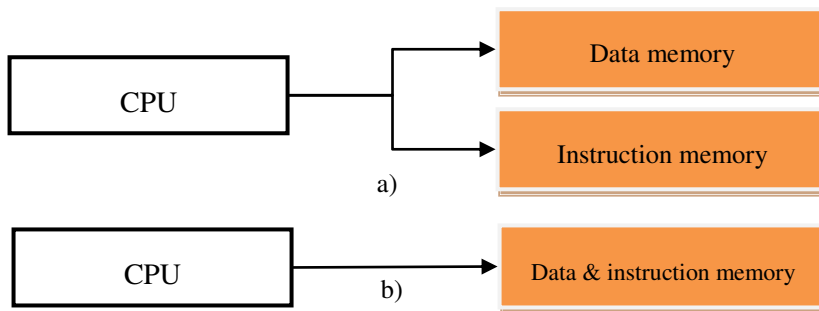 Data memory
CPU
Instruction memory
a)
CPU
Data & instruction memory
b)